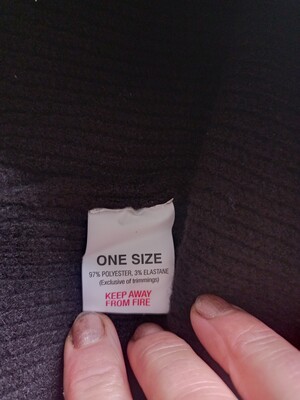 ONE SIZE
97% POLYESTER, 3% ELASTANE
(Exclusive of trimmings)
KEEP AWAY
FROM FIRE